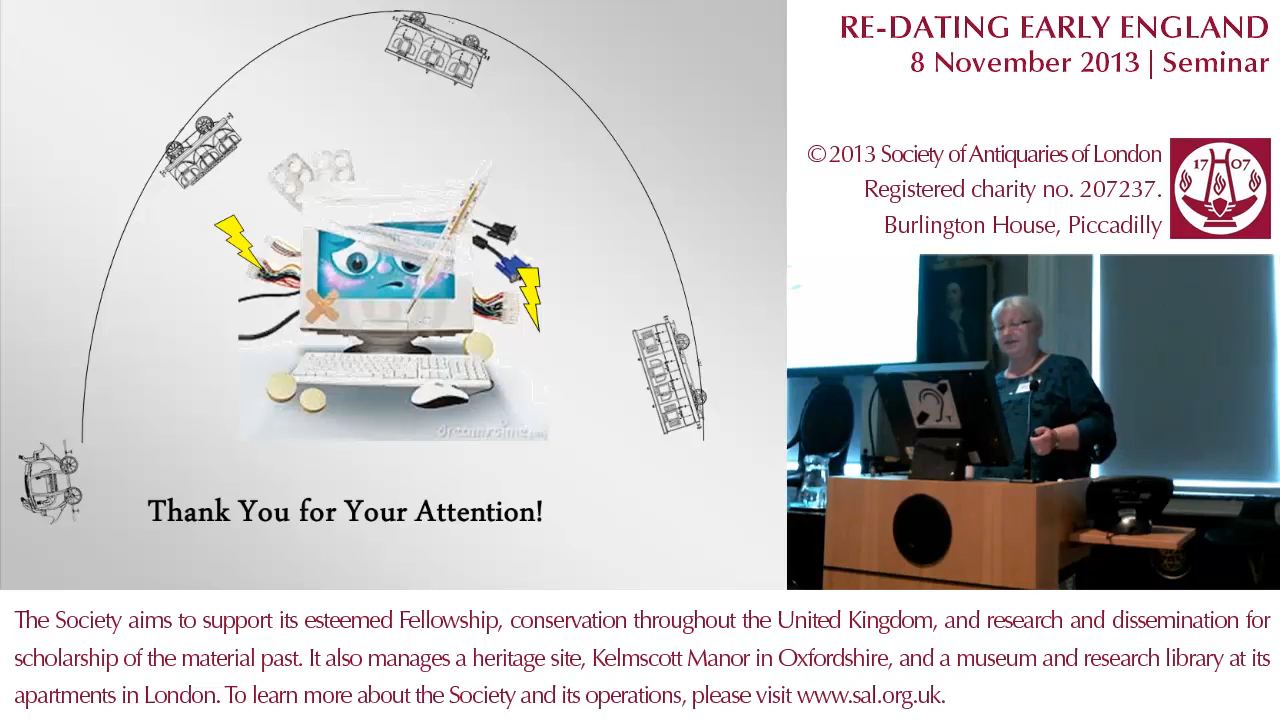 RE-DATING EARLY ENGLAND
8 November 2013 | Seminar
© 2013 Society of Antiquaries of London
Registered charity no. 207237.
Burlington House, Piccadilly
17 07
Thank You for Your Attention!
The Society aims to support its esteemed Fellowship, conservation throughout the United Kingdom, and research and dissemination for
scholarship of the material past. It also manages a heritage site, Kelmscott Manor in Oxfordshire, and a museum and research library at its
apartments in London. To learn more about the Society and its operations, please visit www.sal.org.uk.